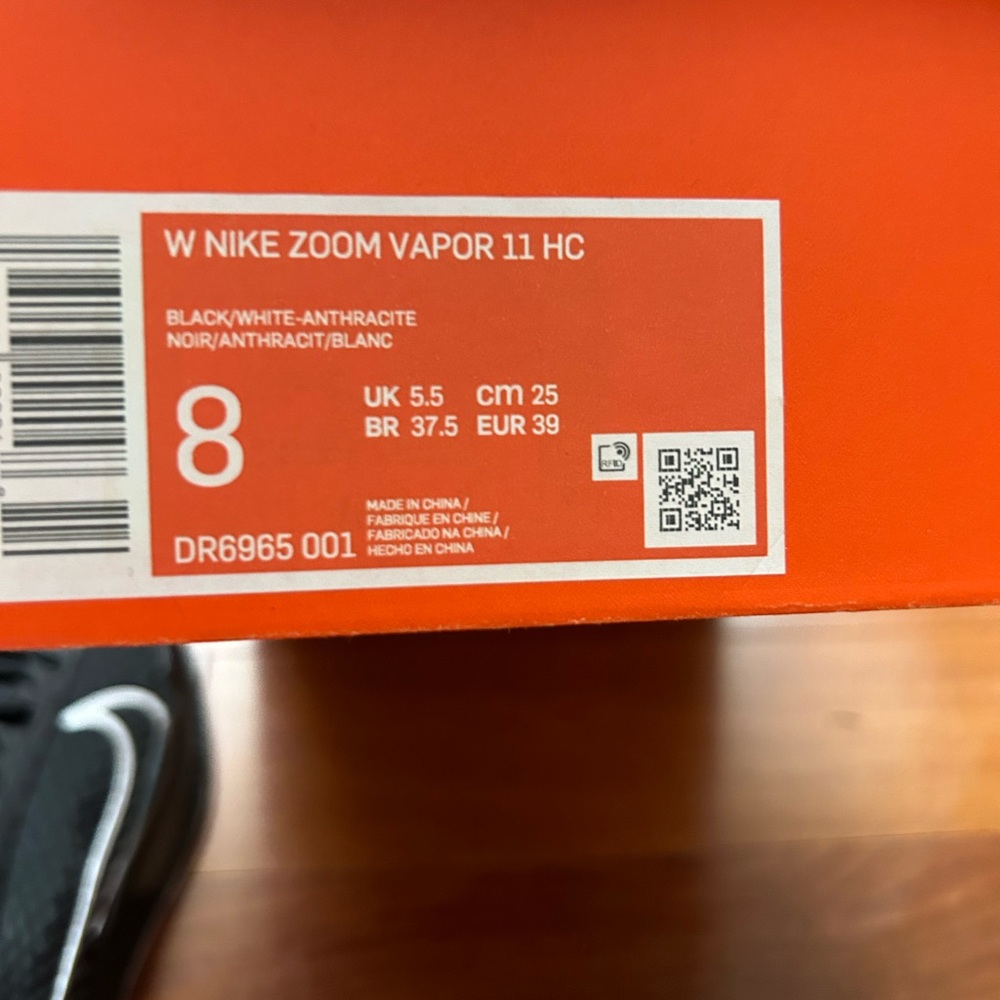 W NIKE ZOOM VAPOR 11 HC
BLACK/WHITE-ANTHRACITE
NOIR/ANTHRACIT/BLANC
8
UK 5.5 cm 25
BR 37.5 EUR 39
RFID
DR6965 001
MADE IN CHINA /
FABRIQUE EN CHINE /
FABRICADO NA CHINA /
HECHO EN CHINA